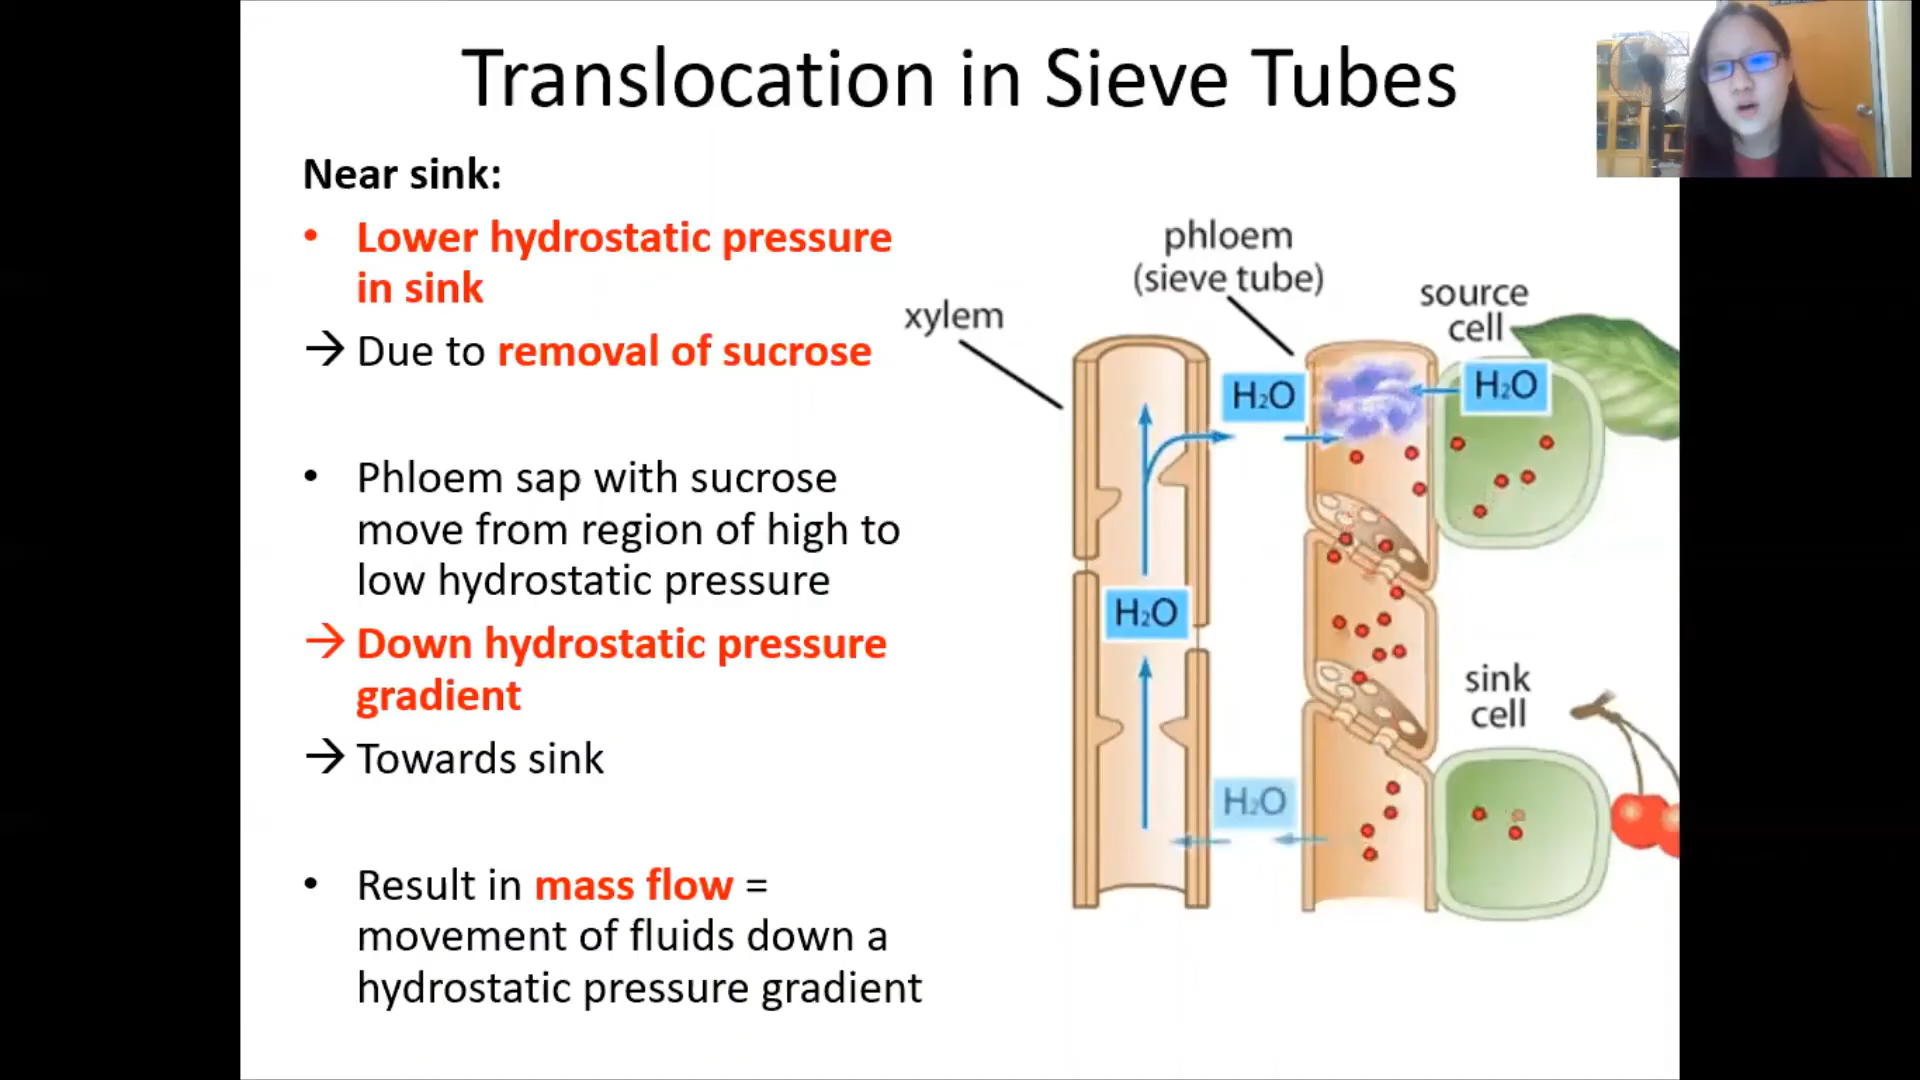 Translocation in Sieve Tubes
Near sink:
• Lower hydrostatic pressure
in sink
→ Due to removal of sucrose
• Phloem sap with sucrose
move from region of high to
low hydrostatic pressure
→ Down hydrostatic pressure
gradient
→ Towards sink
• Result in mass flow =
movement of fluids down a
hydrostatic pressure gradient
phloem
(sieve tube)
xylem
source
cell
H₂O
H₂O
H₂O
sink
cell
H₂O